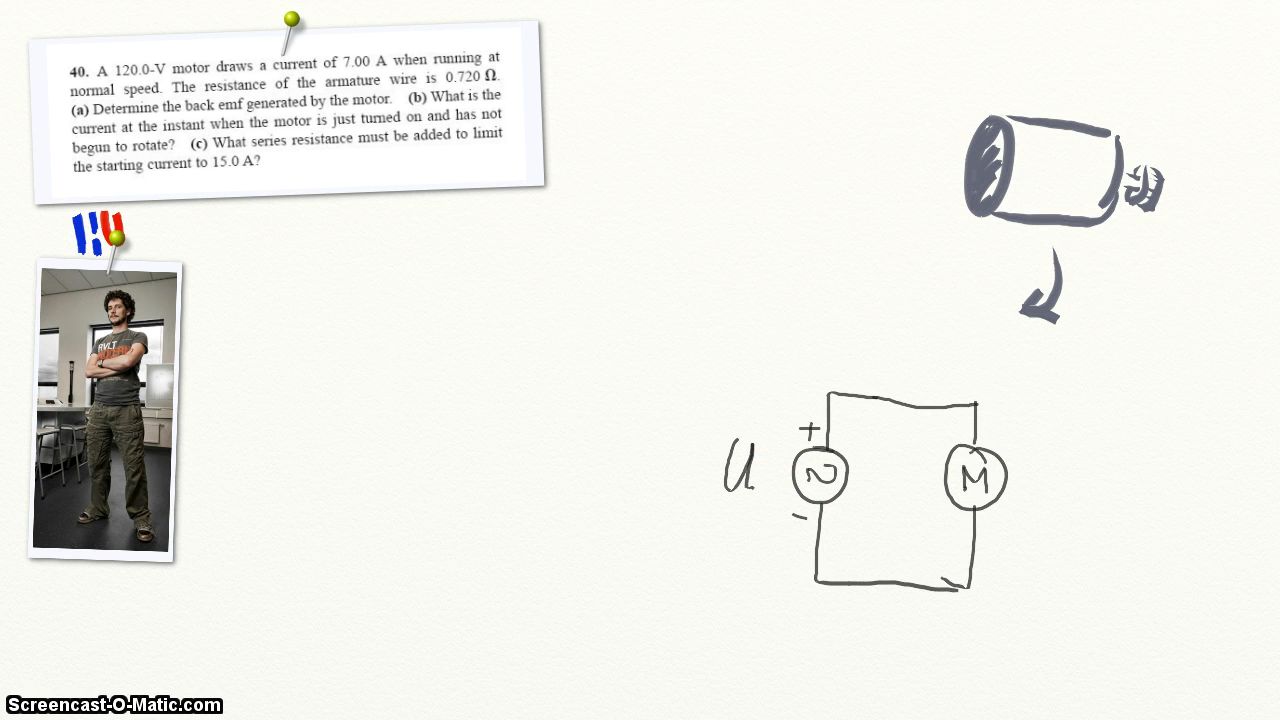 40. A 120.0-V motor draws a current of 7.00 A when running at
normal speed. The resistance of the armature wire is 0.720 Ω.
(a) Determine the back emf generated by the motor. (b) What is the
current at the instant when the motor is just turned on and has not
begun to rotate? (c) What series resistance must be added to limit
the starting current to 15.0 A?
RVLT
+
U
M
-
Screencast-O-Matic.com